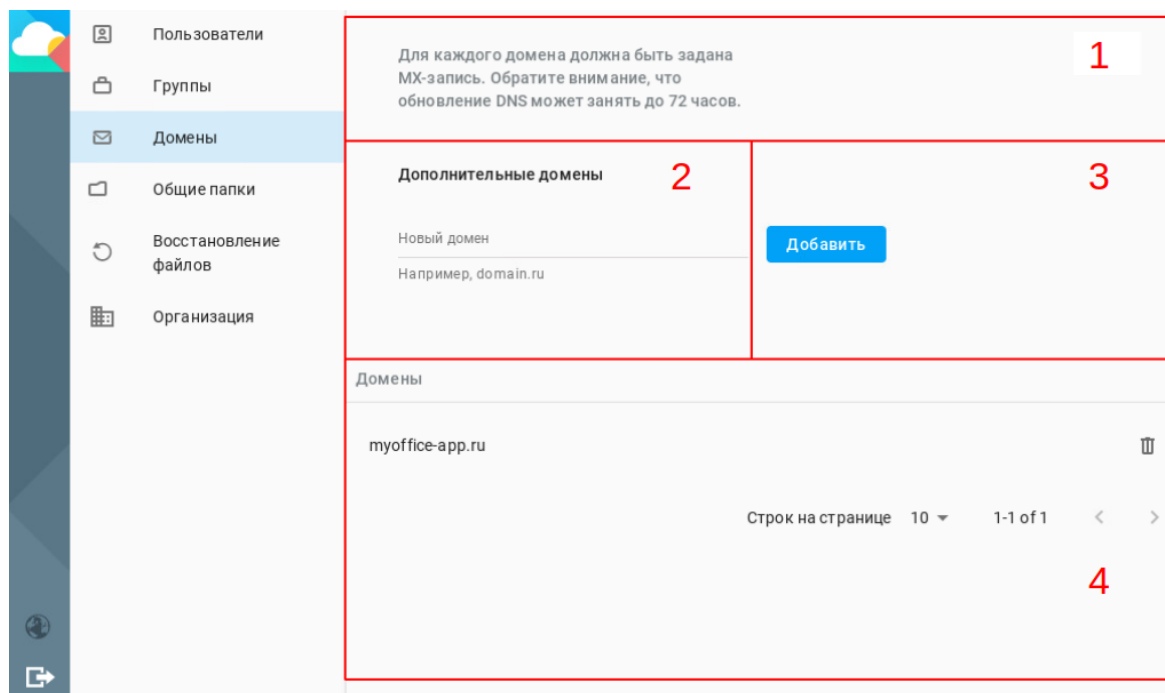 Пользователи
Группы
Домены
Общие папки
Восстановление
файлов
Организация
Для каждого домена должна быть задана
MX-запись. Обратите внимание, что
обновление DNS может занять до 72 часов.
1
Дополнительные домены
2
3
Новый домен
Добавить
Например, domain.ru
Домены
myoffice-app.ru
Строк на странице 10 1-1 of 1
4